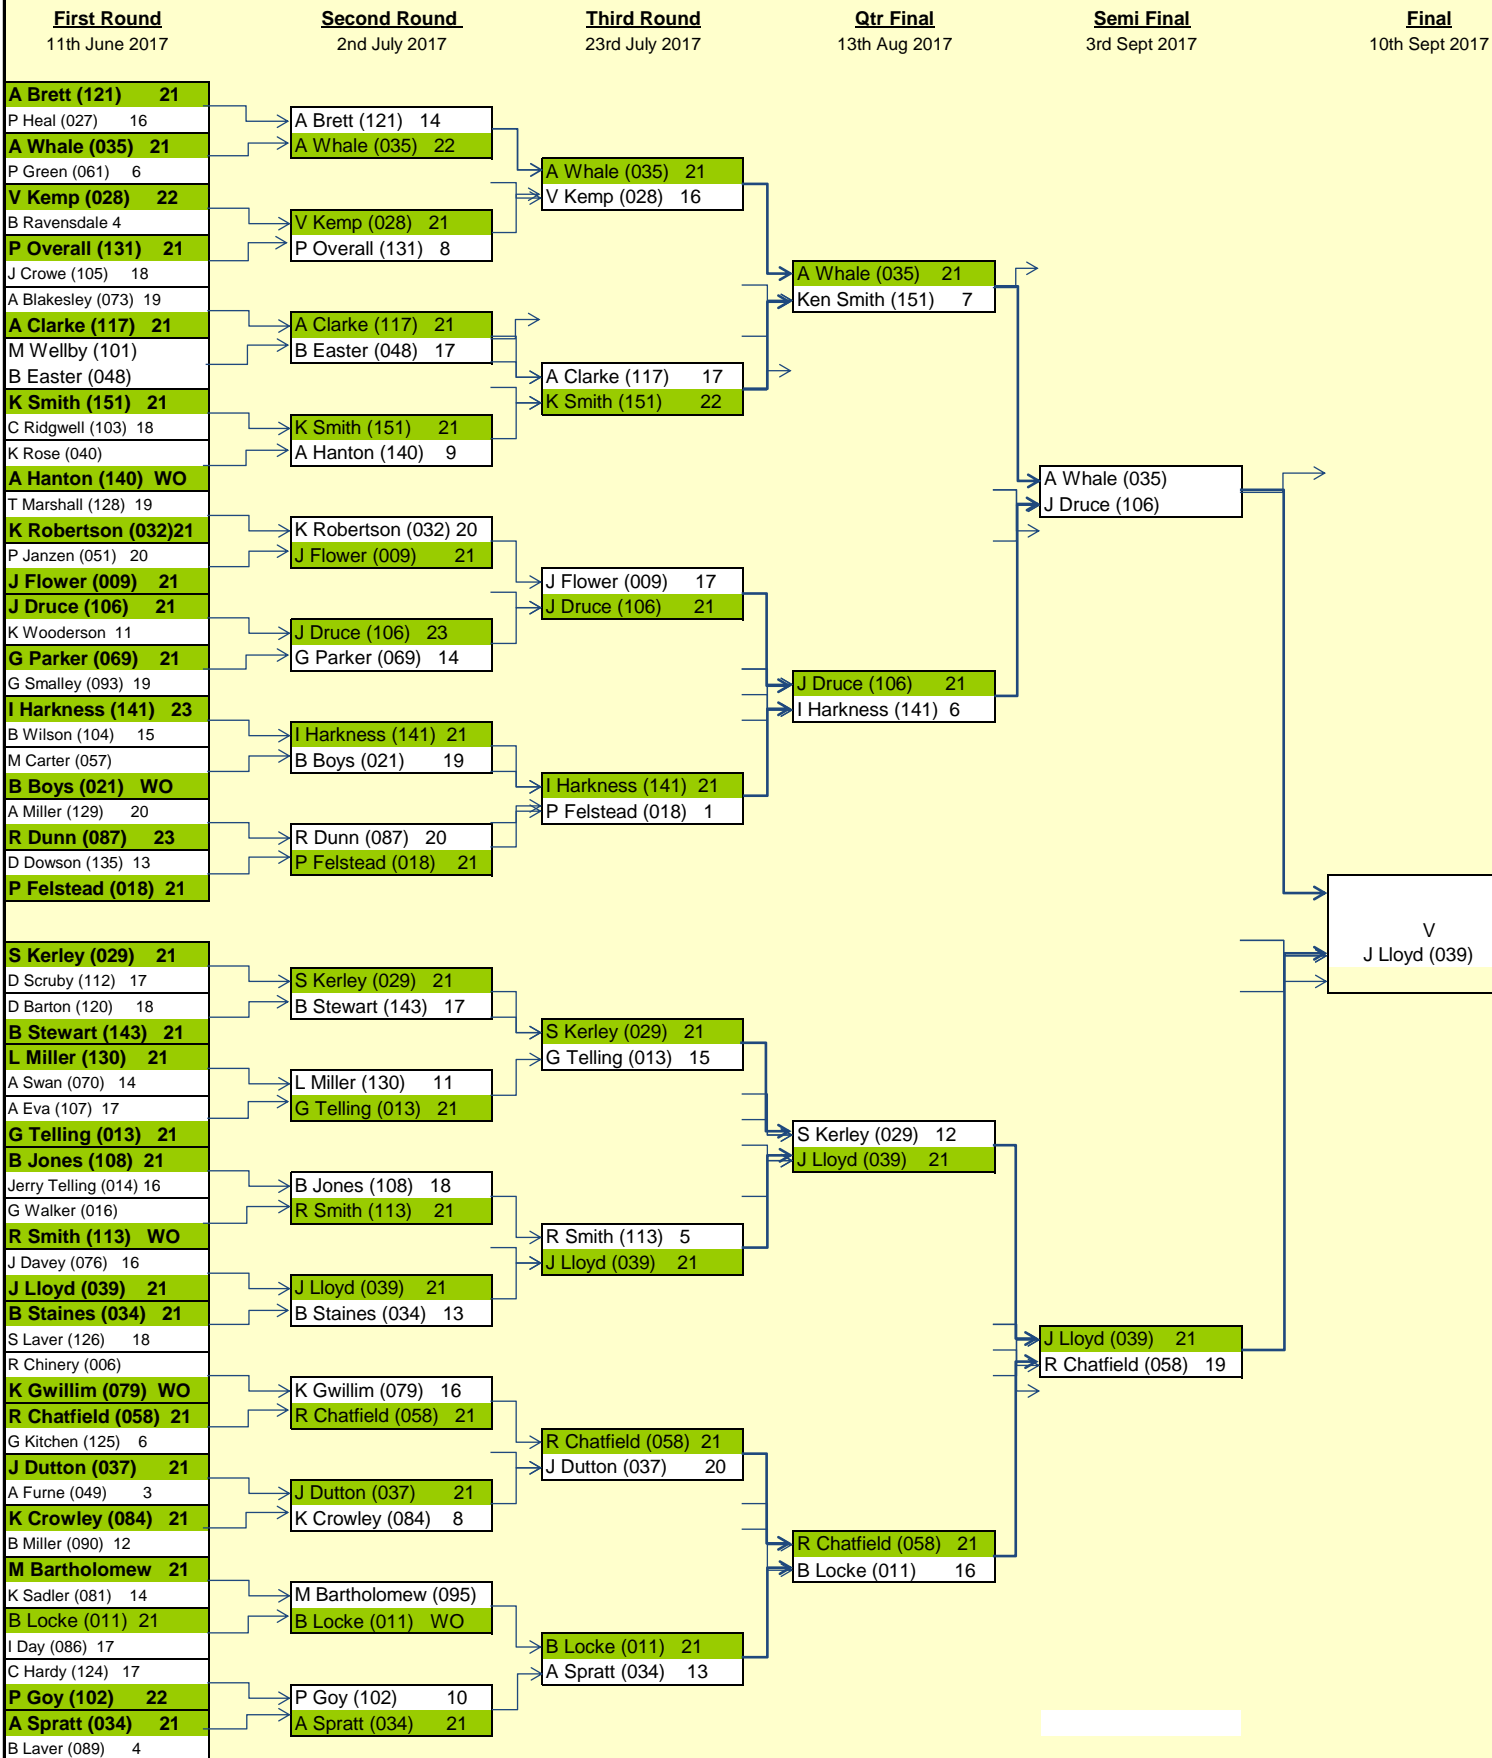 First Round
11th June 2017
Second Round
2nd July 2017
Third Round
23rd July 2017
Qtr Final
13th Aug 2017
Semi Final
3rd Sept 2017
Final
10th Sept 2017
A Brett (121) 21
P Heal (027) 16
A Whale (035) 21
P Green (061) 6
V Kemp (028) 22
B Ravensdale 4
P Overall (131) 21
J Crowe (105) 18
A Blakesley (073) 19
A Clarke (117) 21
M Wellby (101)
B Easter (048)
K Smith (151) 21
C Ridgwell (103) 18
K Rose (040)
A Hanton (140) WO
T Marshall (128) 19
K Robertson (032)21
P Janzen (051) 20
J Flower (009) 21
J Druce (106) 21
K Wooderson 11
G Parker (069) 21
G Smalley (093) 19
I Harkness (141) 23
B Wilson (104) 15
M Carter (057)
B Boys (021) WO
A Miller (129) 20
R Dunn (087) 23
D Dowson (135) 13
P Felstead (018) 21
S Kerley (029) 21
D Scruby (112) 17
D Barton (120) 18
B Stewart (143) 21
L Miller (130) 21
A Swan (070) 14
A Eva (107) 17
G Telling (013) 21
B Jones (108) 21
Jerry Telling (014) 16
G Walker (016)
R Smith (113) WO
J Davey (076) 16
J Lloyd (039) 21
B Staines (034) 21
S Laver (126) 18
R Chinery (006)
K Gwillim (079) WO
R Chatfield (058) 21
G Kitchen (125) 6
J Dutton (037) 21
A Furne (049) 3
K Crowley (084) 21
B Miller (090) 12
M Bartholomew 21
K Sadler (081) 14
B Locke (011) 21
I Day (086) 17
C Hardy (124) 17
P Goy (102) 22
A Spratt (034) 21
B Laver (089) 4
A Brett (121) 14
A Whale (035) 22
V Kemp (028) 21
P Overall (131) 8
A Clarke (117) 21
B Easter (048) 17
K Smith (151) 21
A Hanton (140) 9
K Robertson (032) 20
J Flower (009) 21
J Druce (106) 23
G Parker (069) 14
I Harkness (141) 21
B Boys (021) 19
R Dunn (087) 20
P Felstead (018) 21
S Kerley (029) 21
B Stewart (143) 17
L Miller (130) 11
G Telling (013) 21
B Jones (108) 18
R Smith (113) 21
J Lloyd (039) 21
B Staines (034) 13
K Gwillim (079) 16
R Chatfield (058) 21
J Dutton (037) 21
K Crowley (084) 8
M Bartholomew (095)
B Locke (011) WO
P Goy (102) 10
A Spratt (034) 21
A Whale (035) 21
V Kemp (028) 16
A Clarke (117) 17
K Smith (151) 22
J Flower (009) 17
J Druce (106) 21
I Harkness (141) 21
P Felstead (018) 1
S Kerley (029) 21
G Telling (013) 15
R Smith (113) 5
J Lloyd (039) 21
R Chatfield (058) 21
J Dutton (037) 20
B Locke (011) 21
A Spratt (034) 13
A Whale (035) 21
Ken Smith (151) 7
J Druce (106) 21
I Harkness (141) 6
S Kerley (029) 12
J Lloyd (039) 21
R Chatfield (058) 21
B Locke (011) 16
A Whale (035)
J Druce (106)
J Lloyd (039) 21
R Chatfield (058) 19
V
J Lloyd (039)